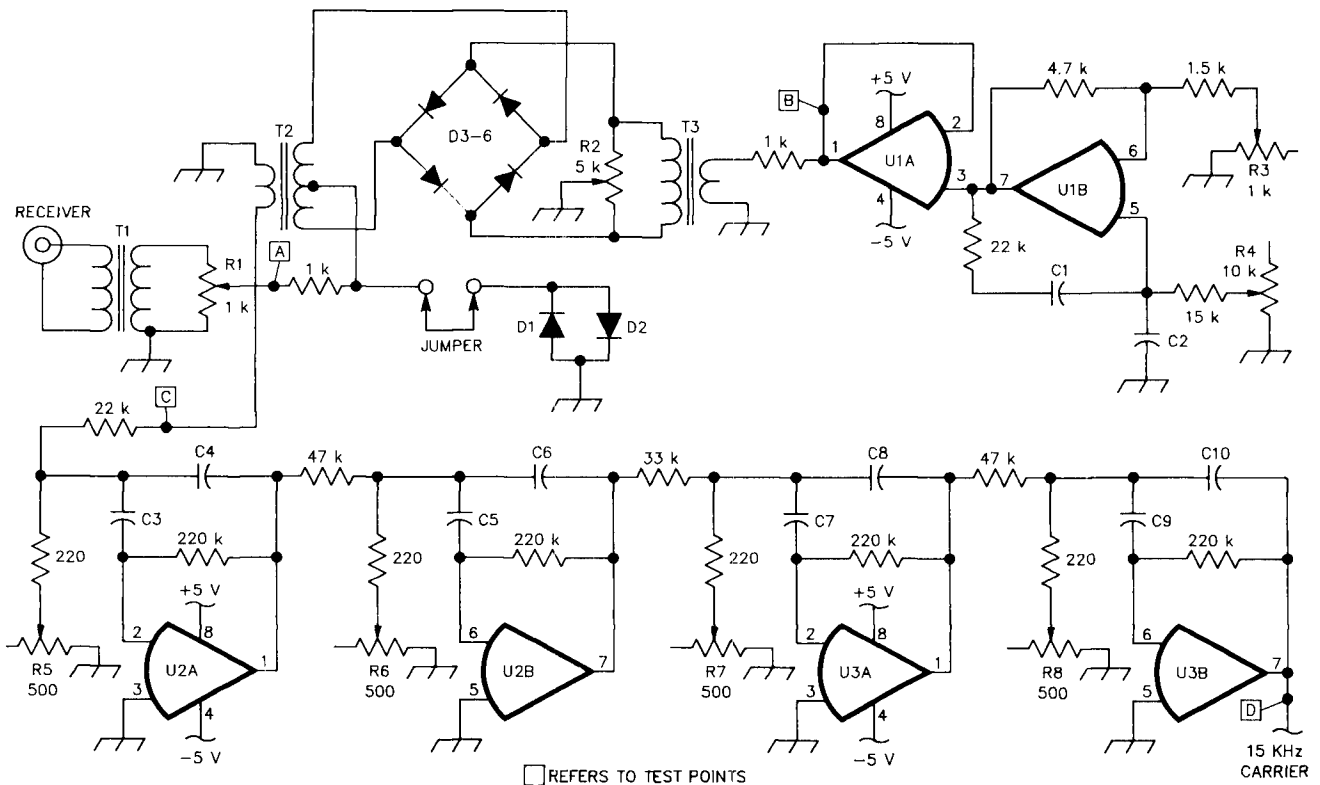 4.7 k
1.5 k
+5 V
B
8
2
T2
T3
D3-6
R2
5 k
1 k
1
U1A
3
7
U1B
6
5
R3
1 k
4
-5 V
RECEIVER
T1
A
R1
1 k
1 k
22 k
C1
R4
10 k
15 k
JUMPER
D1
D2
C2
C
22 k
C4
47 k
C6
33 k
C8
47 k
C10
C3
C5
C7
C9
220
220 k
220
220 k
220
220 k
220
220 k
+5 V
+5 V
2
8
6
2
8
6
R5
500
U2A
1
R6
500
U2B
7
R7
500
U3A
1
R8
500
U3B
7
3
4
5
3
4
5
D
-5 V
-5 V
15 KHz
CARRIER
REFERS TO TEST POINTS